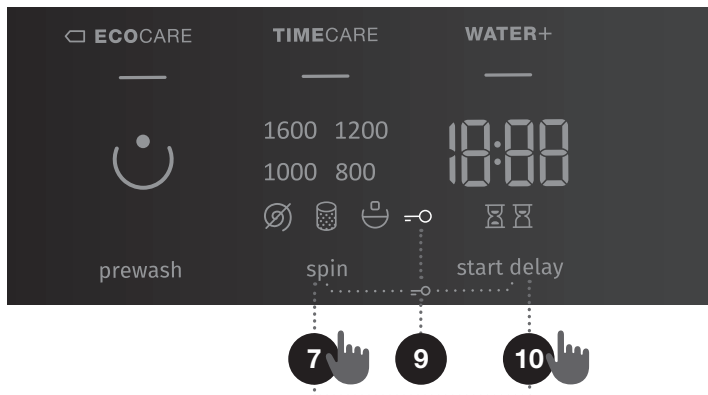 ECOCARE TIMECARE WATER+
1600 1200 18:88
1000 800
prewash spin start delay
7 9 10